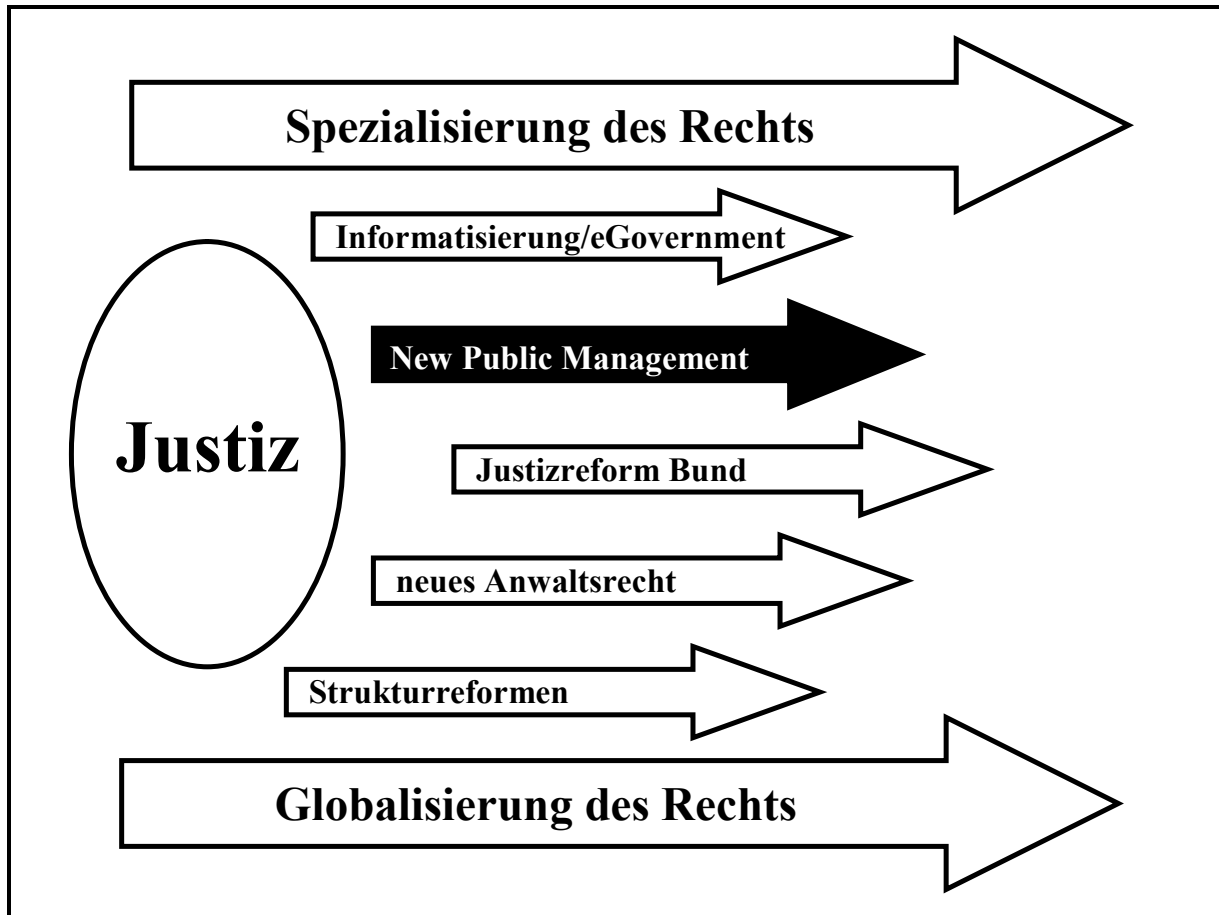 Spezialisierung des Rechts
Informatisierung/eGovernment
New Public Management
Justiz
Justizreform Bund
neues Anwaltsrecht
Strukturreformen
Globalisierung des Rechts